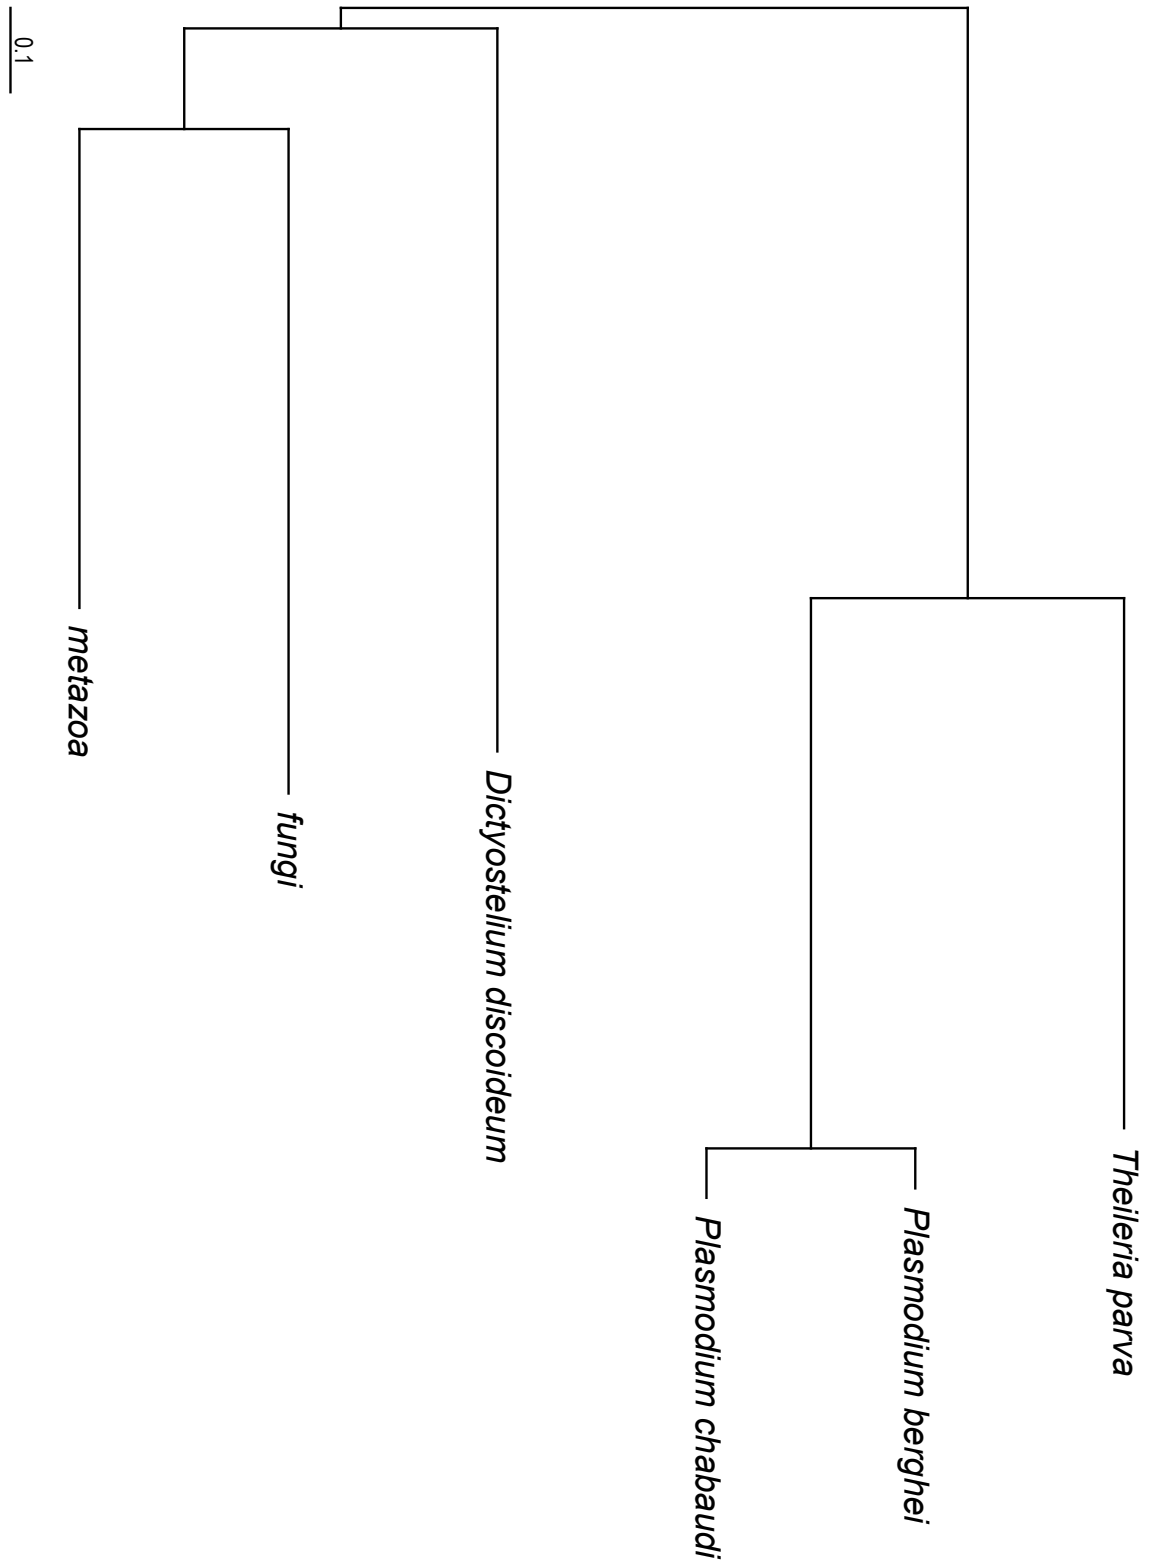 Theileria parva
Plasmodium berghei
Plasmodium chabaudi
Dictyostelium discoideum
fungi
metazoa
0.1